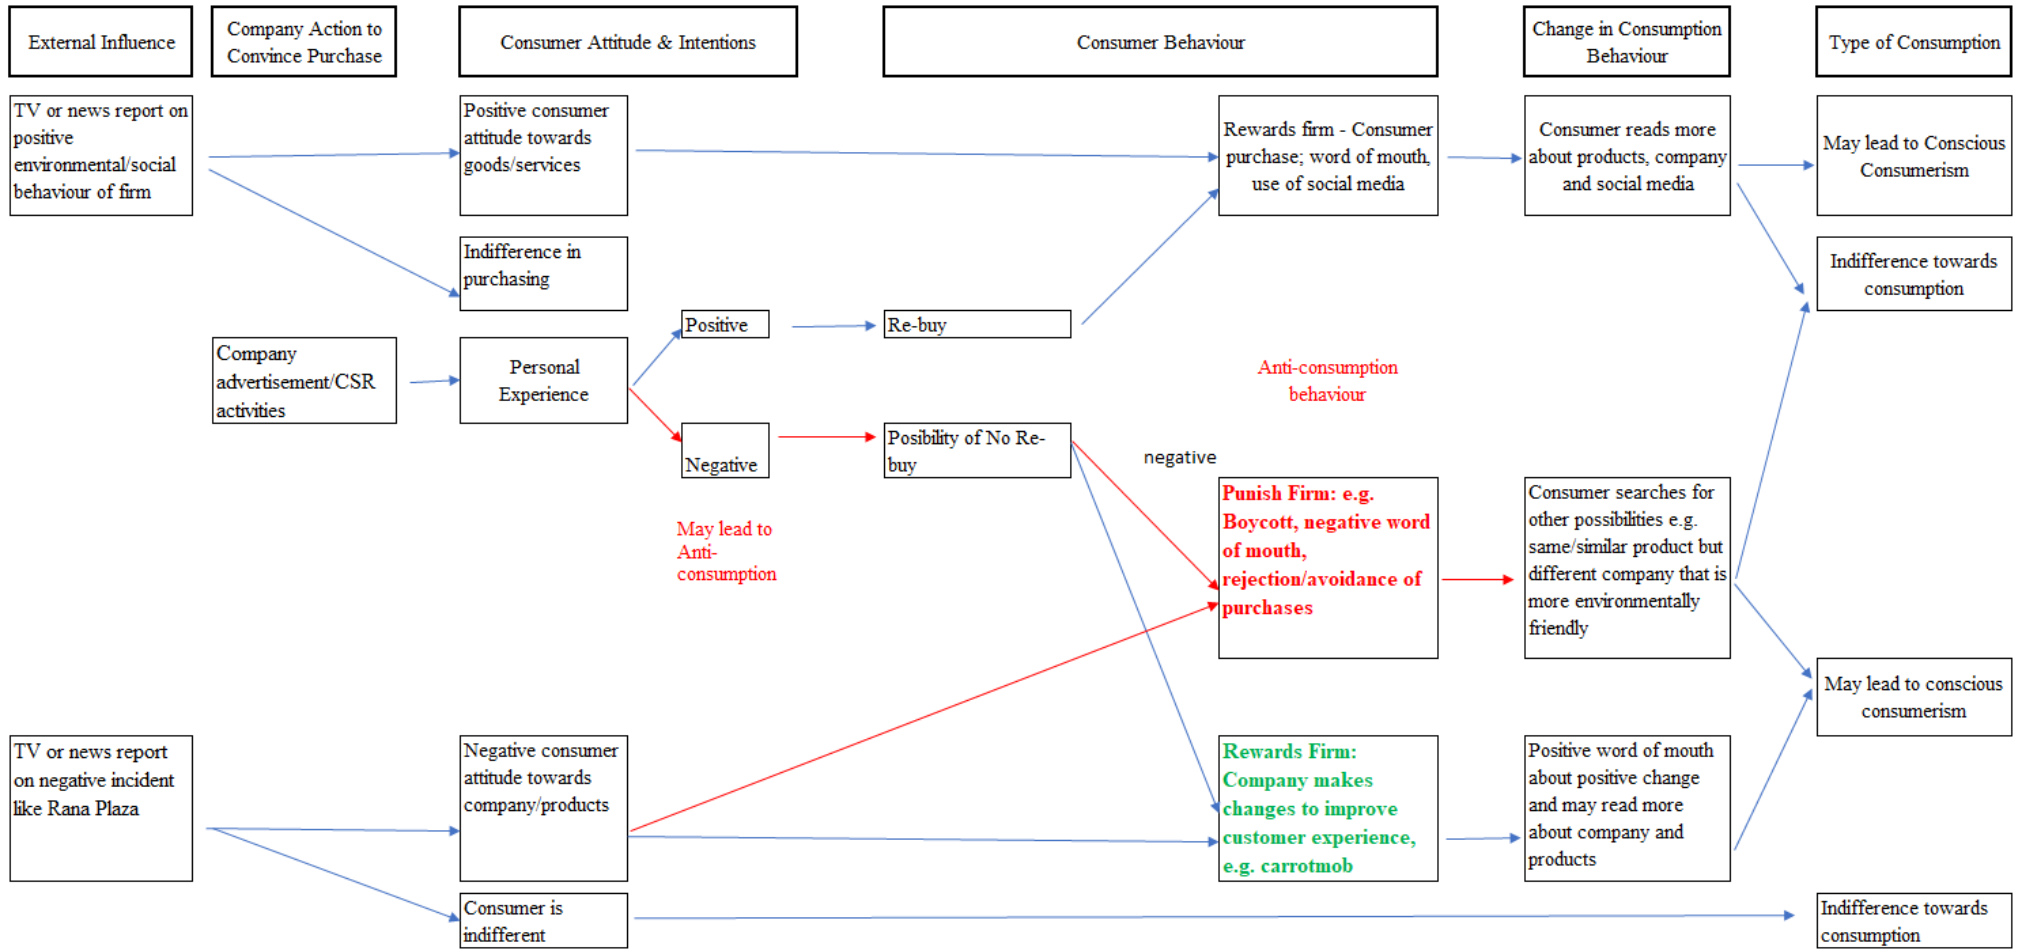 External Influence
Company Action to
Convince Purchase
Consumer Attitude & Intentions
Consumer Behaviour
Change in Consumption
Behaviour
Type of Consumption
TV or news report on
positive
environmental/social
behaviour of firm
Positive consumer
attitude towards
goods/services
Rewards firm - Consumer
purchase; word of mouth,
use of social media
Consumer reads more
about products, company
and social media
May lead to Conscious
Consumerism
Indifference in
purchasing
Indifference towards
consumption
Positive
Re-buy
Company
advertisement/CSR
activities
Personal
Experience
Anti-consumption
behaviour
Negative
Posibility of No Re-
buy
negative
May lead to
Anti-
consumption
Punish Firm: e.g.
Boycott, negative word
of mouth,
rejection/avoidance of
purchases
Consumer searches for
other possibilities e.g.
same/similar product but
different company that is
more environmentally
friendly
May lead to conscious
consumerism
TV or news report
on negative incident
like Rana Plaza
Negative consumer
attitude towards
company/products
Rewards Firm:
Company makes
changes to improve
customer experience,
e.g. carrotmob
Positive word of mouth
about positive change
and may read more
about company and
products
Consumer is
indifferent
Indifference towards
consumption